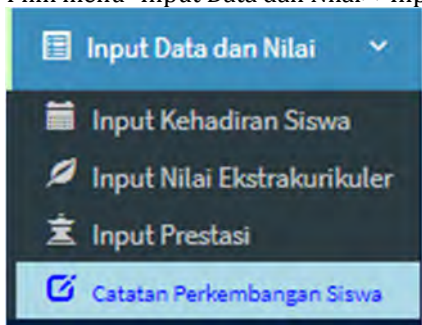 Input Data dan Nilai
Input Kehadiran Siswa
Input Nilai Ekstrakurikuler
Input Prestasi
Catatan Perkembangan Siswa